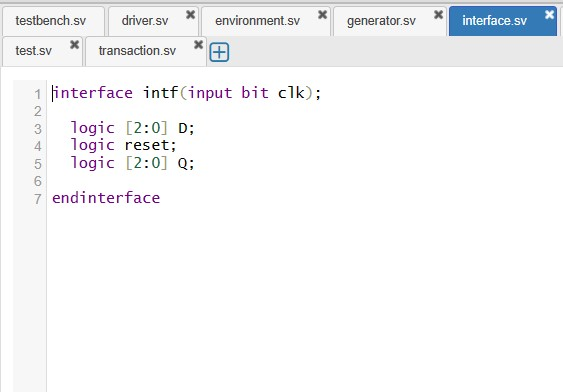 testbench.sv driver.sv environment.sv generator.sv interface.sv
test.sv transaction.sv
1 interface intf(input bit clk);
2
3 logic [2:0] D;
4 logic reset;
5 logic [2:0] Q;
6
7 endinterface